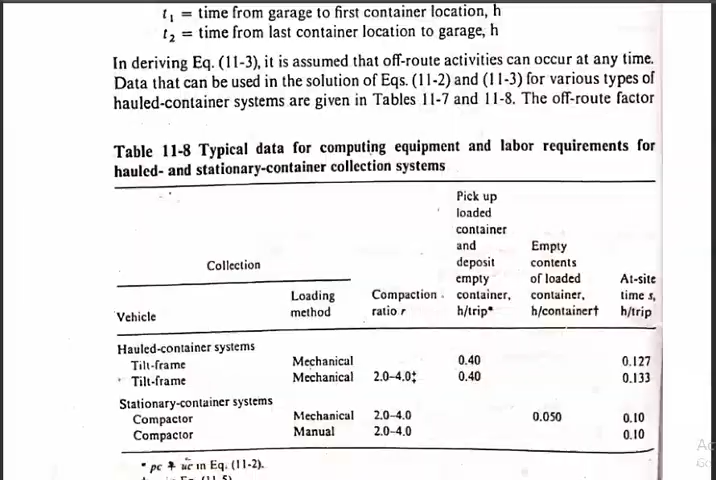 t₁ = time from garage to first container location, h
t₂ = time from last container location to garage, h
In deriving Eq. (11-3), it is assumed that off-route activities can occur at any time.
Data that can be used in the solution of Eqs. (11-2) and (11-3) for various types of
hauled-container systems are given in Tables 11-7 and 11-8. The off-route factor
Table 11-8 Typical data for computing equipment and labor requirements for
hauled- and stationary-container collection systems
Pick up
loaded
container
and Empty
Collection deposit contents
empty of loaded At-site
Loading Compaction container, container, time s,
Vehicle method ratio r h/trip* h/container† h/trip
Hauled-container systems
Tilt-frame Mechanical 0.40 0.127
Tilt-frame Mechanical 2.0-4.0‡ 0.40 0.133
Stationary-container systems
Compactor Mechanical 2.0-4.0 0.050 0.10
Compactor Manual 2.0-4.0 0.10
* pc + uc in Eq. (11-2).